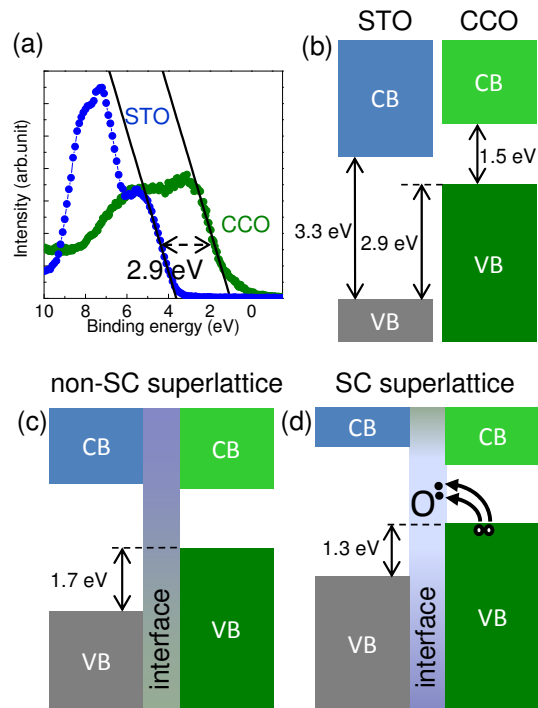 (a)
Intensity (arb.unit)
STO
CCO
2.9 eV
10 8 6 4 2 0
Binding energy (eV)
(b)
STO CCO
CB CB
1.5 eV
3.3 eV
2.9 eV
VB VB
non-SC superlattice
(c)
CB CB
1.7 eV
interface
VB VB
SC superlattice
(d)
CB CB
O
1.3 eV
interface
VB VB